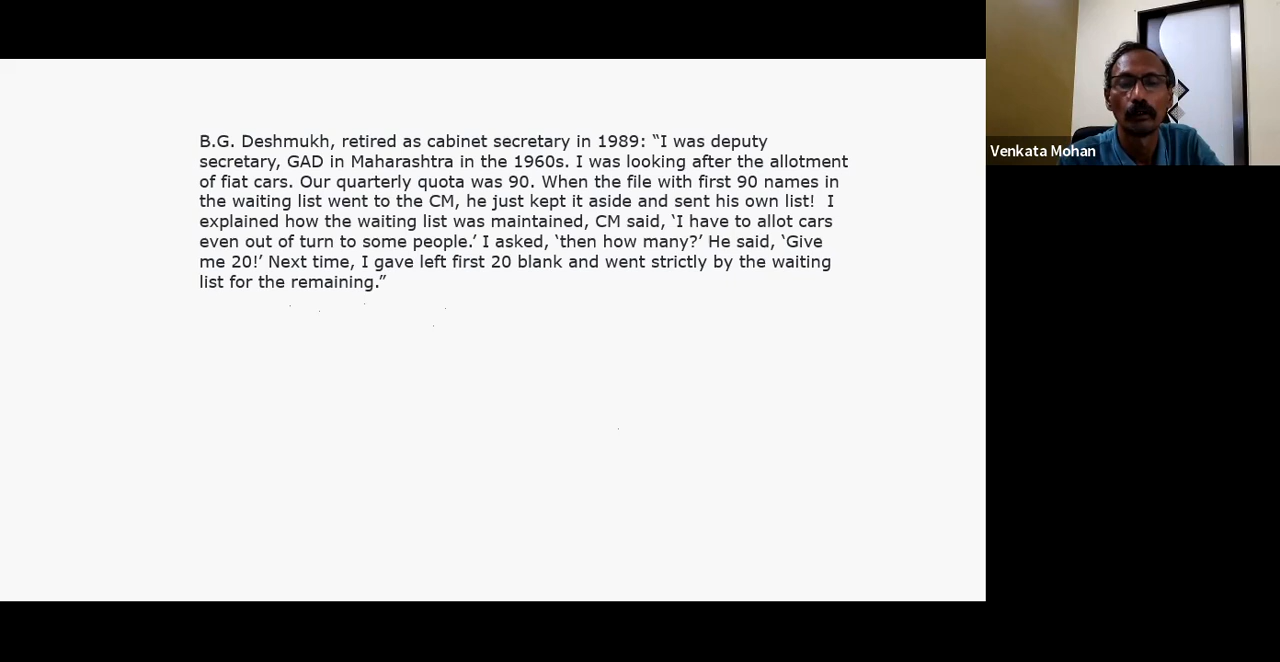 B.G. Deshmukh, retired as cabinet secretary in 1989: “I was deputy
secretary, GAD in Maharashtra in the 1960s. I was looking after the allotment
of fiat cars. Our quarterly quota was 90. When the file with first 90 names in
the waiting list went to the CM, he just kept it aside and sent his own list!  I
explained how the waiting list was maintained, CM said, ‘I have to allot cars
even out of turn to some people.’ I asked, ‘then how many?’ He said, ‘Give
me 20!’ Next time, I gave left first 20 blank and went strictly by the waiting
list for the remaining.”
Venkata Mohan